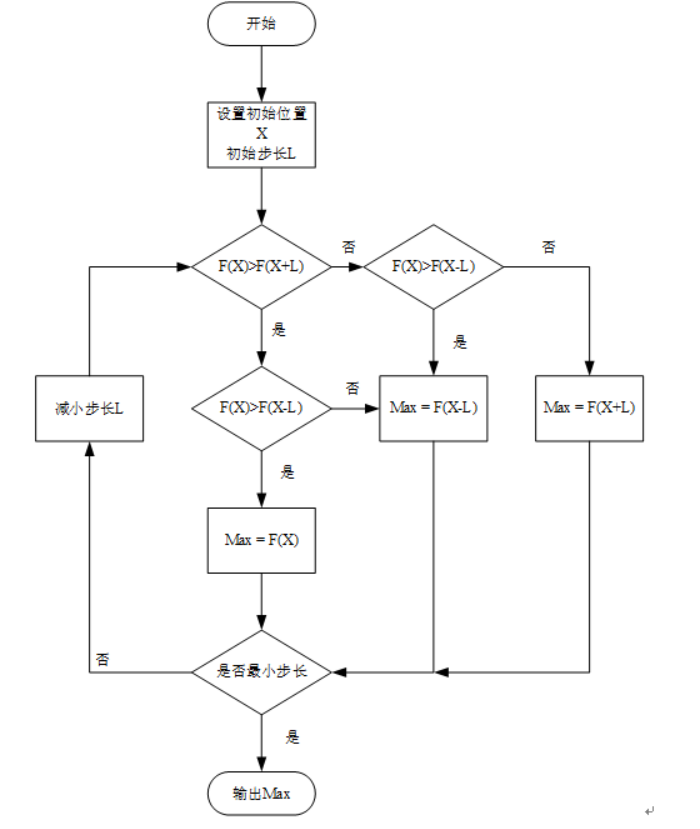 开始
设置初始位置
X
初始步长L
F(X)>F(X+L)
否
F(X)>F(X-L)
否
是
是
减小步长L
F(X)>F(X-L)
否
Max = F(X-L)
Max = F(X+L)
是
Max = F(X)
否
是否最小步长
是
输出Max